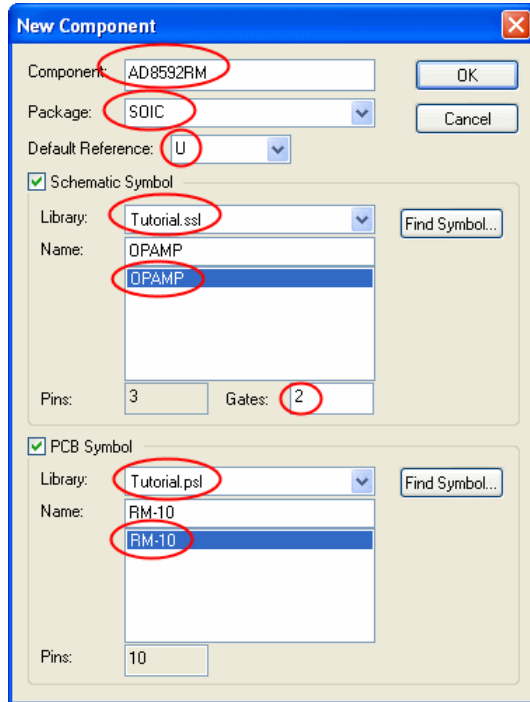 New Component
Component: AD8592RM
OK
Package: SOIC
Cancel
Default Reference: U
Schematic Symbol
Library: Tutorial.ssl
Find Symbol...
Name: OPAMP
OPAMP
Pins: 3 Gates: 2
PCB Symbol
Library: Tutorial.psl
Find Symbol...
Name: RM-10
RM-10
Pins: 10